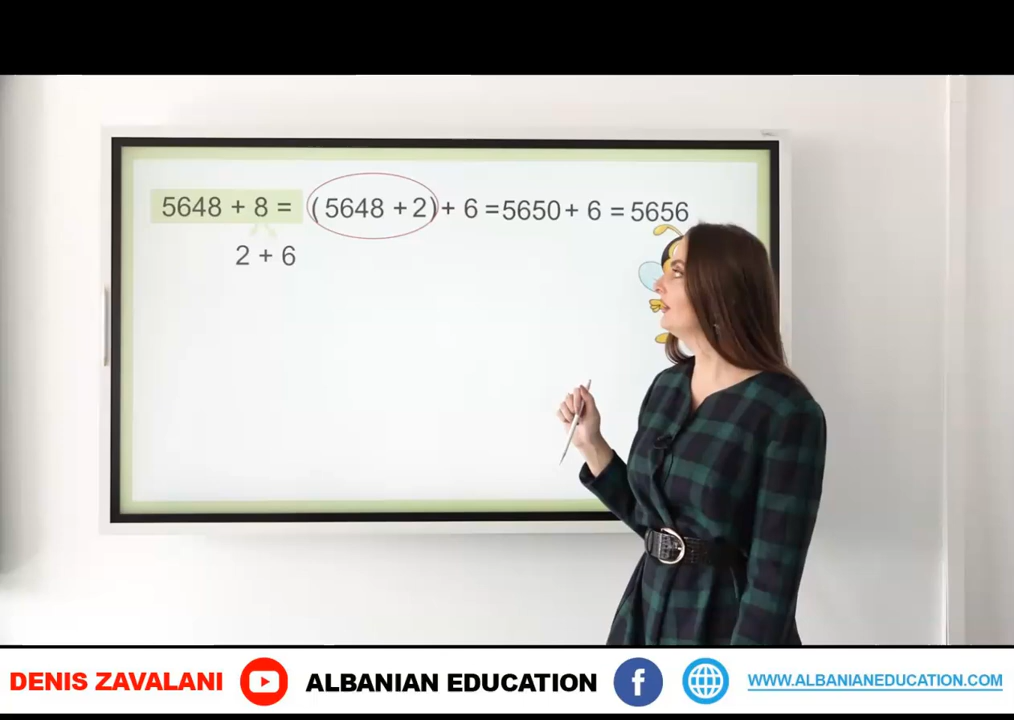 5648 + 8 = (5648 + 2) + 6 = 5650 + 6 = 5656
2 + 6
DENIS ZAVALANI ALBANIAN EDUCATION f WWW.ALBANIANEDUCATION.COM